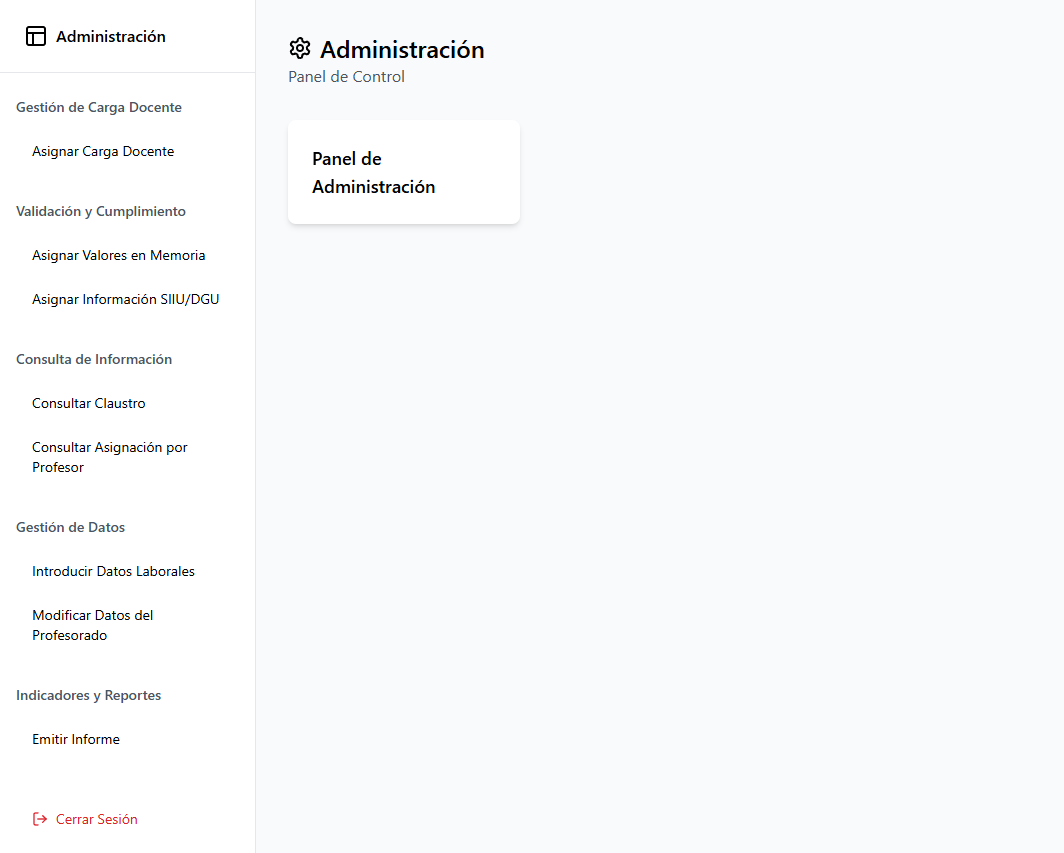 Administración
Gestión de Carga Docente
Asignar Carga Docente
Validación y Cumplimiento
Asignar Valores en Memoria
Asignar Información SIIU/DGU
Consulta de Información
Consultar Claustro
Consultar Asignación por
Profesor
Gestión de Datos
Introducir Datos Laborales
Modificar Datos del
Profesorado
Indicadores y Reportes
Emitir Informe
Cerrar Sesión
Administración
Panel de Control
Panel de
Administración